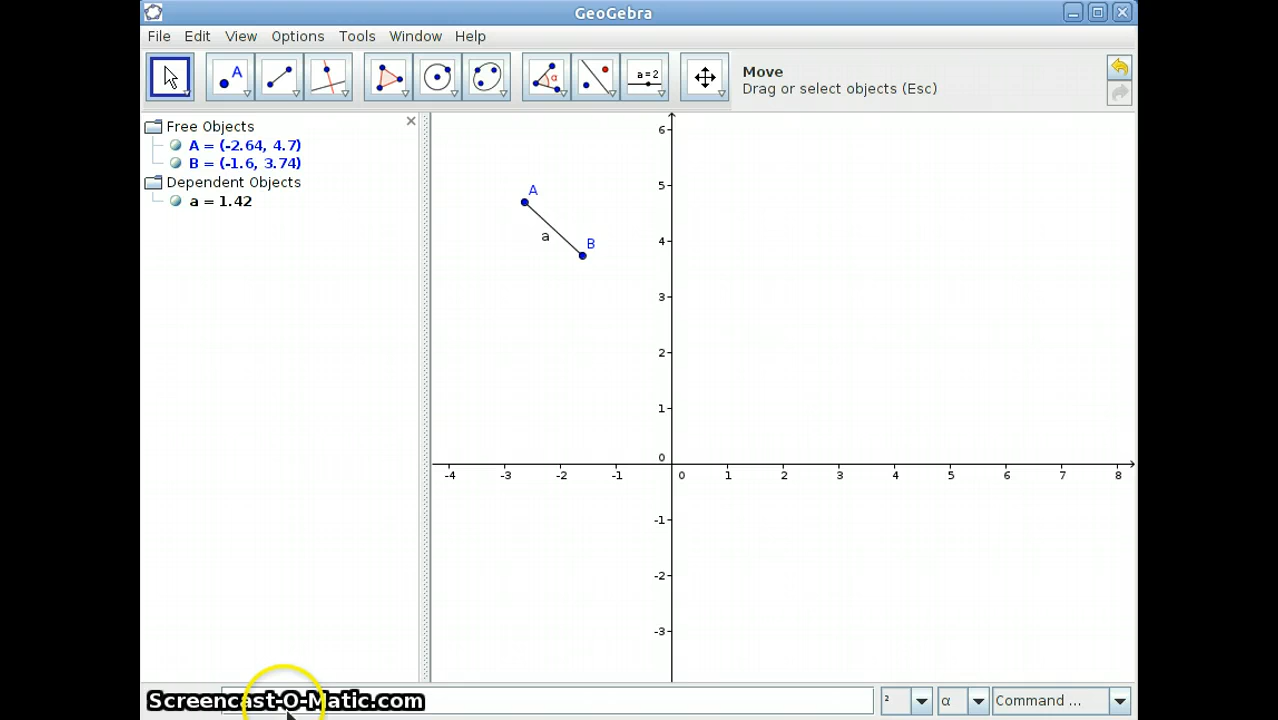 GeoGebra
File Edit View Options Tools Window Help
A
α
a = 2
Move
Drag or select objects (Esc)
Free Objects
A = (-2.64, 4.7)
B = (-1.6, 3.74)
Dependent Objects
a = 1.42
6
5
4
3
2
1
0
-1
-2
-3
A
a
B
-4 -3 -2 -1 0 1 2 3 4 5 6 7 8
Screencast-O-Matic.com
² α Command ...